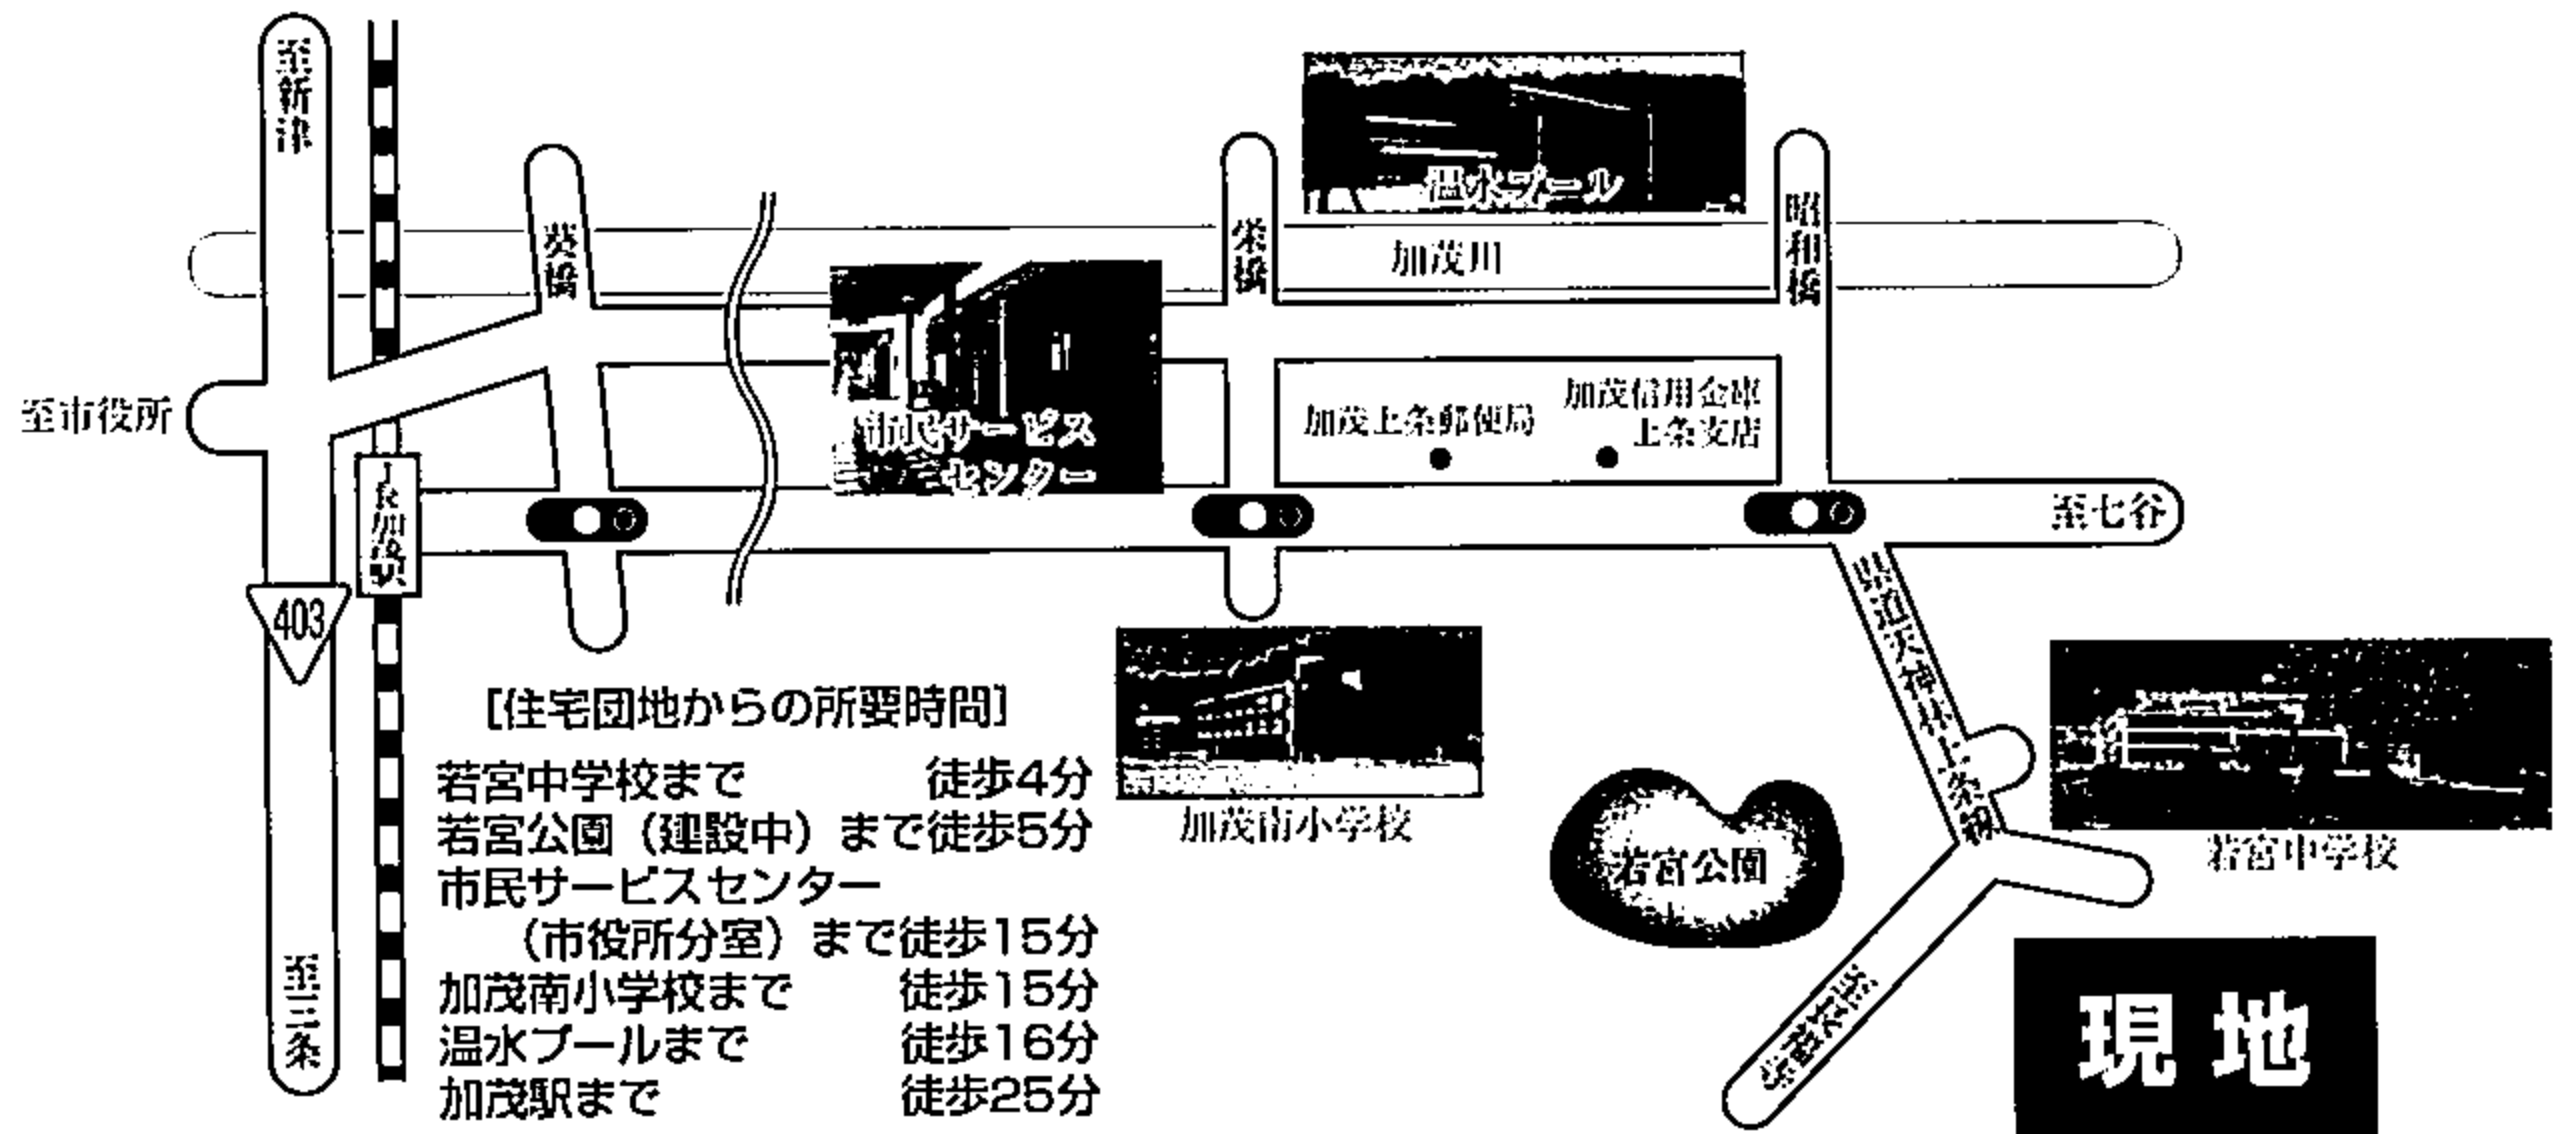 至新津
葵橋
栄橋
昭和橋
温水プール
加茂川
至市役所
市民サービス
センター
加茂上条郵便局
加茂信用金庫
上条支店
JR加茂駅
至七谷
403
至三条
加茂南小学校
若宮公園
若宮中学校
現地
[住宅団地からの所要時間]
若宮中学校まで 徒歩4分
若宮公園（建設中）まで徒歩5分
市民サービスセンター
（市役所分室）まで徒歩15分
加茂南小学校まで 徒歩15分
温水プールまで 徒歩16分
加茂駅まで 徒歩25分